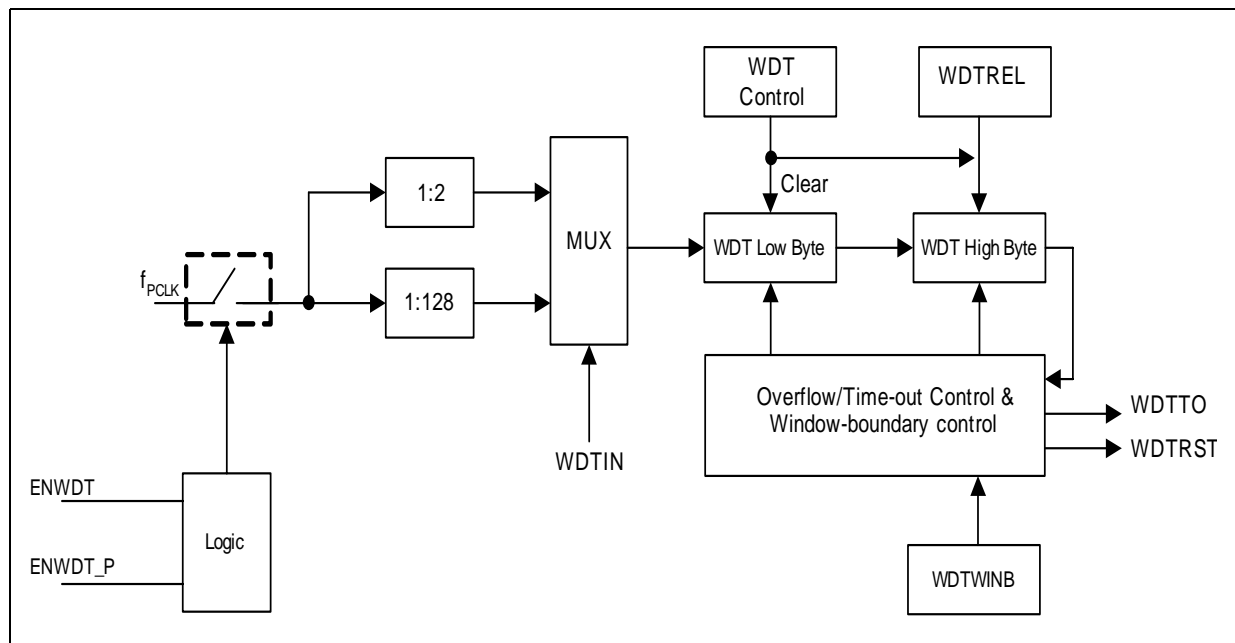 WDT
Control
WDTREL
1:2
Clear
MUX
WDT Low Byte
WDT High Byte
fPCLK
1:128
Overflow/Time-out Control &
Window-boundary control
WDTTO
WDTRST
WDTIN
ENWDT
Logic
ENWDT_P
WDTWINB